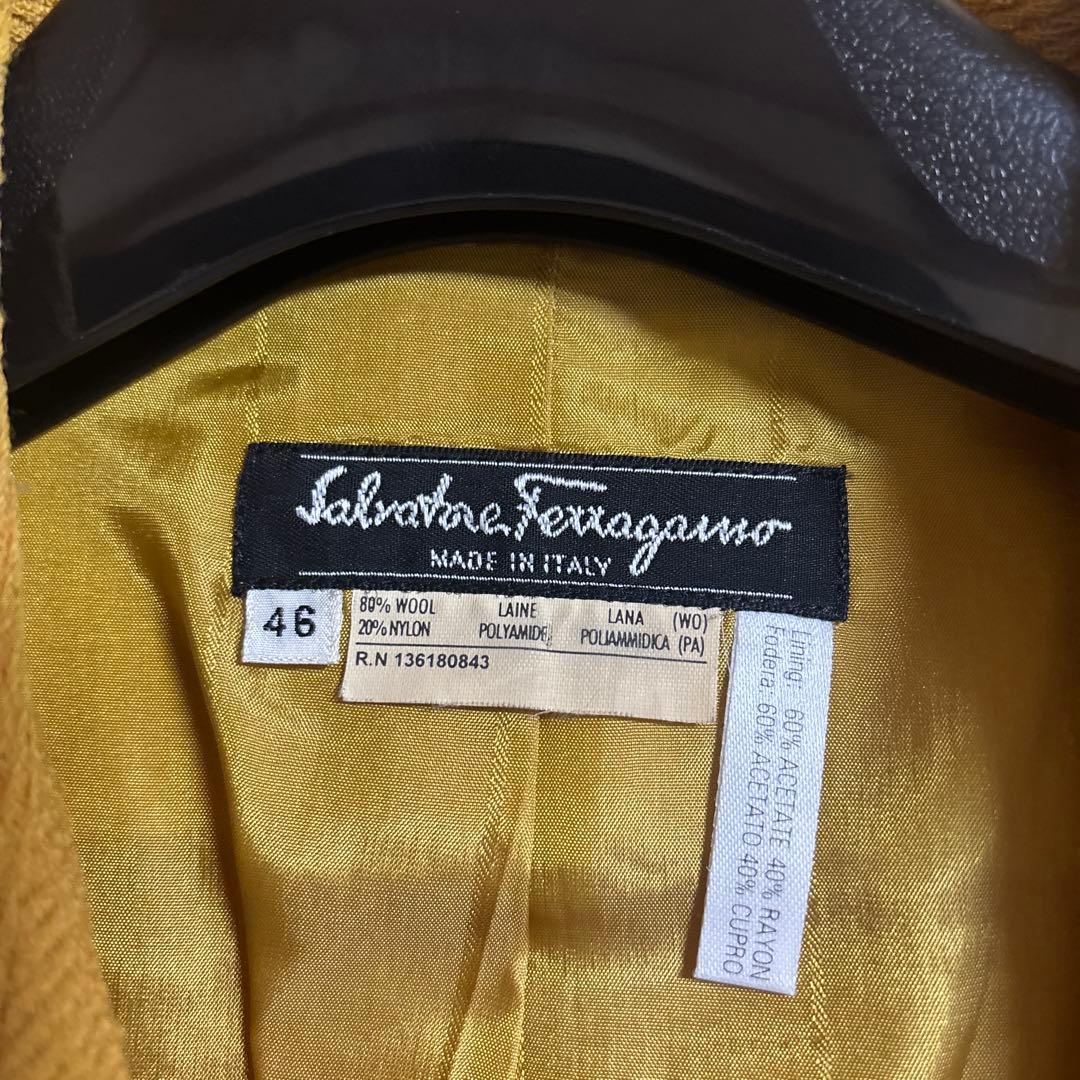 Salvatore Ferragamo
MADE IN ITALY
46
80% WOOL LAINE LANA (WO)
20% NYLON POLYAMIDE POLIAMMIDICA (PA)
R.N 136180843
Lining: 60% ACETATE 40% RAYON
Fodera: 60% ACETATO 40% CUPRO